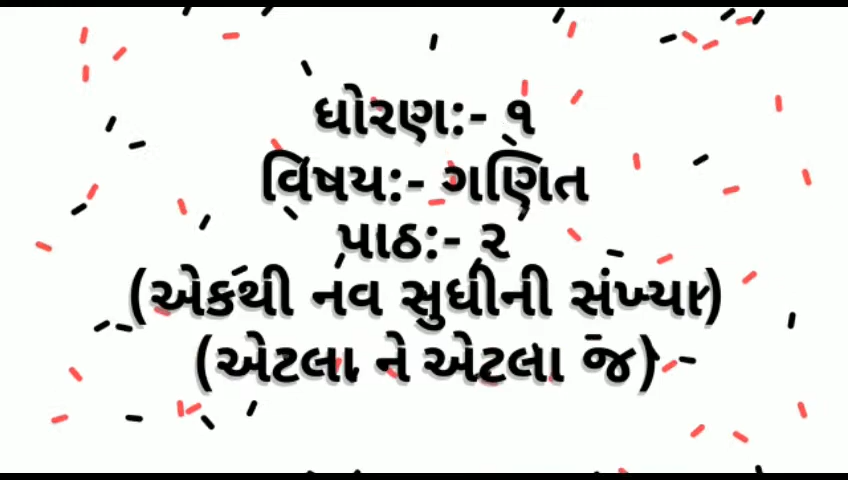 ધોરણ:- ૧
વિષય:- ગણિત
પાઠ:- ૨
(એકથી નવ સુધીની સંખ્યા)
(એટલા ને એટલા જ)